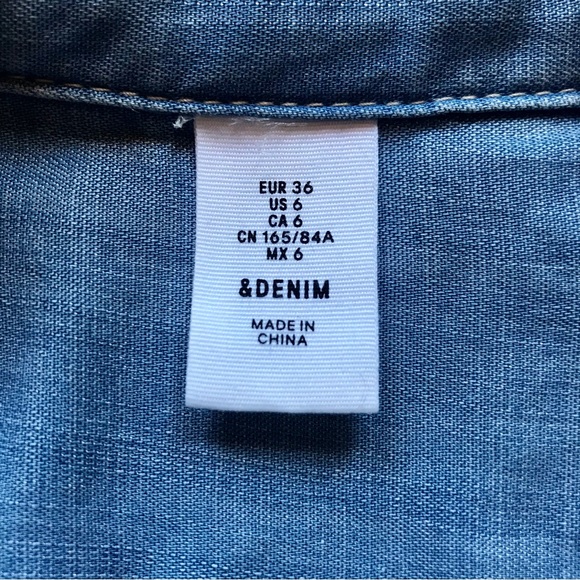 EUR 36
US 6
CA 6
CN 165/84A
MX 6
&DENIM
MADE IN
CHINA